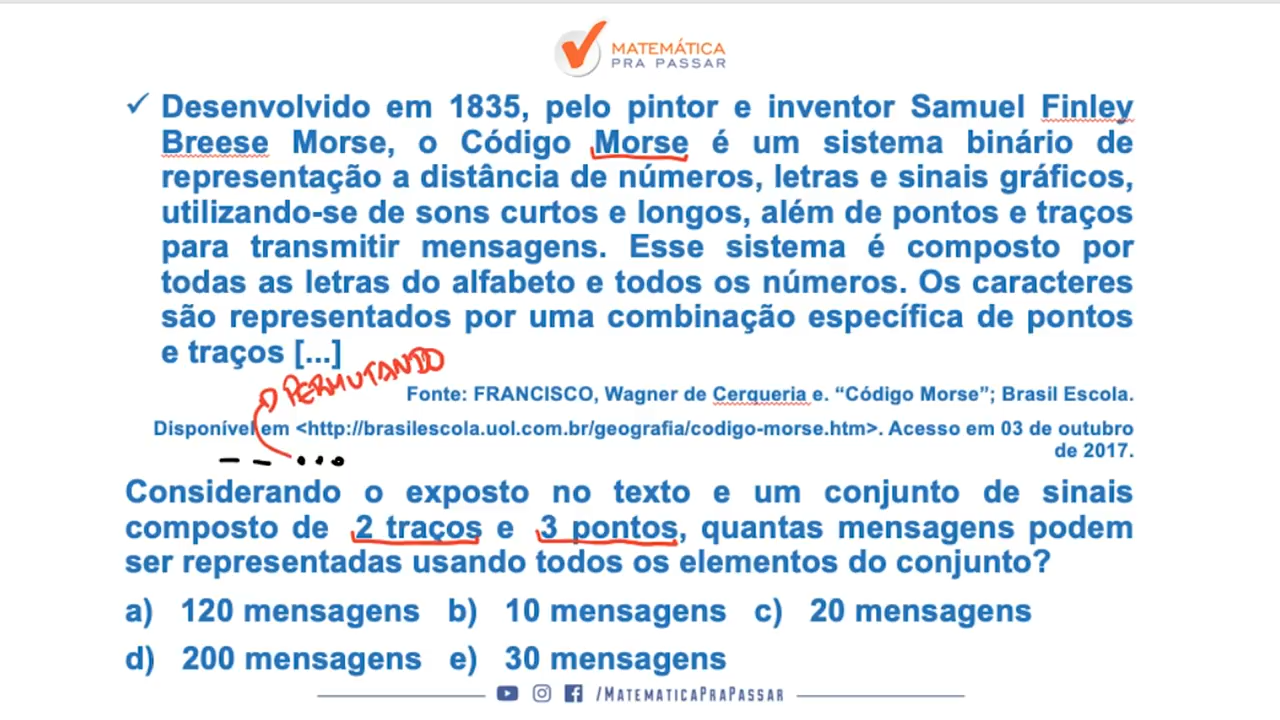 MATEMÁTICA
PRA PASSAR
✓ Desenvolvido em 1835, pelo pintor e inventor Samuel Finley
Breese Morse, o Código Morse é um sistema binário de
representação a distância de números, letras e sinais gráficos,
utilizando-se de sons curtos e longos, além de pontos e traços
para transmitir mensagens. Esse sistema é composto por
todas as letras do alfabeto e todos os números. Os caracteres
são representados por uma combinação específica de pontos
e traços [...]
PERMUTANDO
Fonte: FRANCISCO, Wagner de Cerqueria e. “Código Morse”; Brasil Escola.
Disponível em <http://brasilescola.uol.com.br/geografia/codigo-morse.htm>. Acesso em 03 de outubro
de 2017.
– – • • •
Considerando o exposto no texto e um conjunto de sinais
composto de 2 traços e 3 pontos, quantas mensagens podem
ser representadas usando todos os elementos do conjunto?
a) 120 mensagens b) 10 mensagens c) 20 mensagens
d) 200 mensagens e) 30 mensagens
/MATEMATICAPRAPASSAR